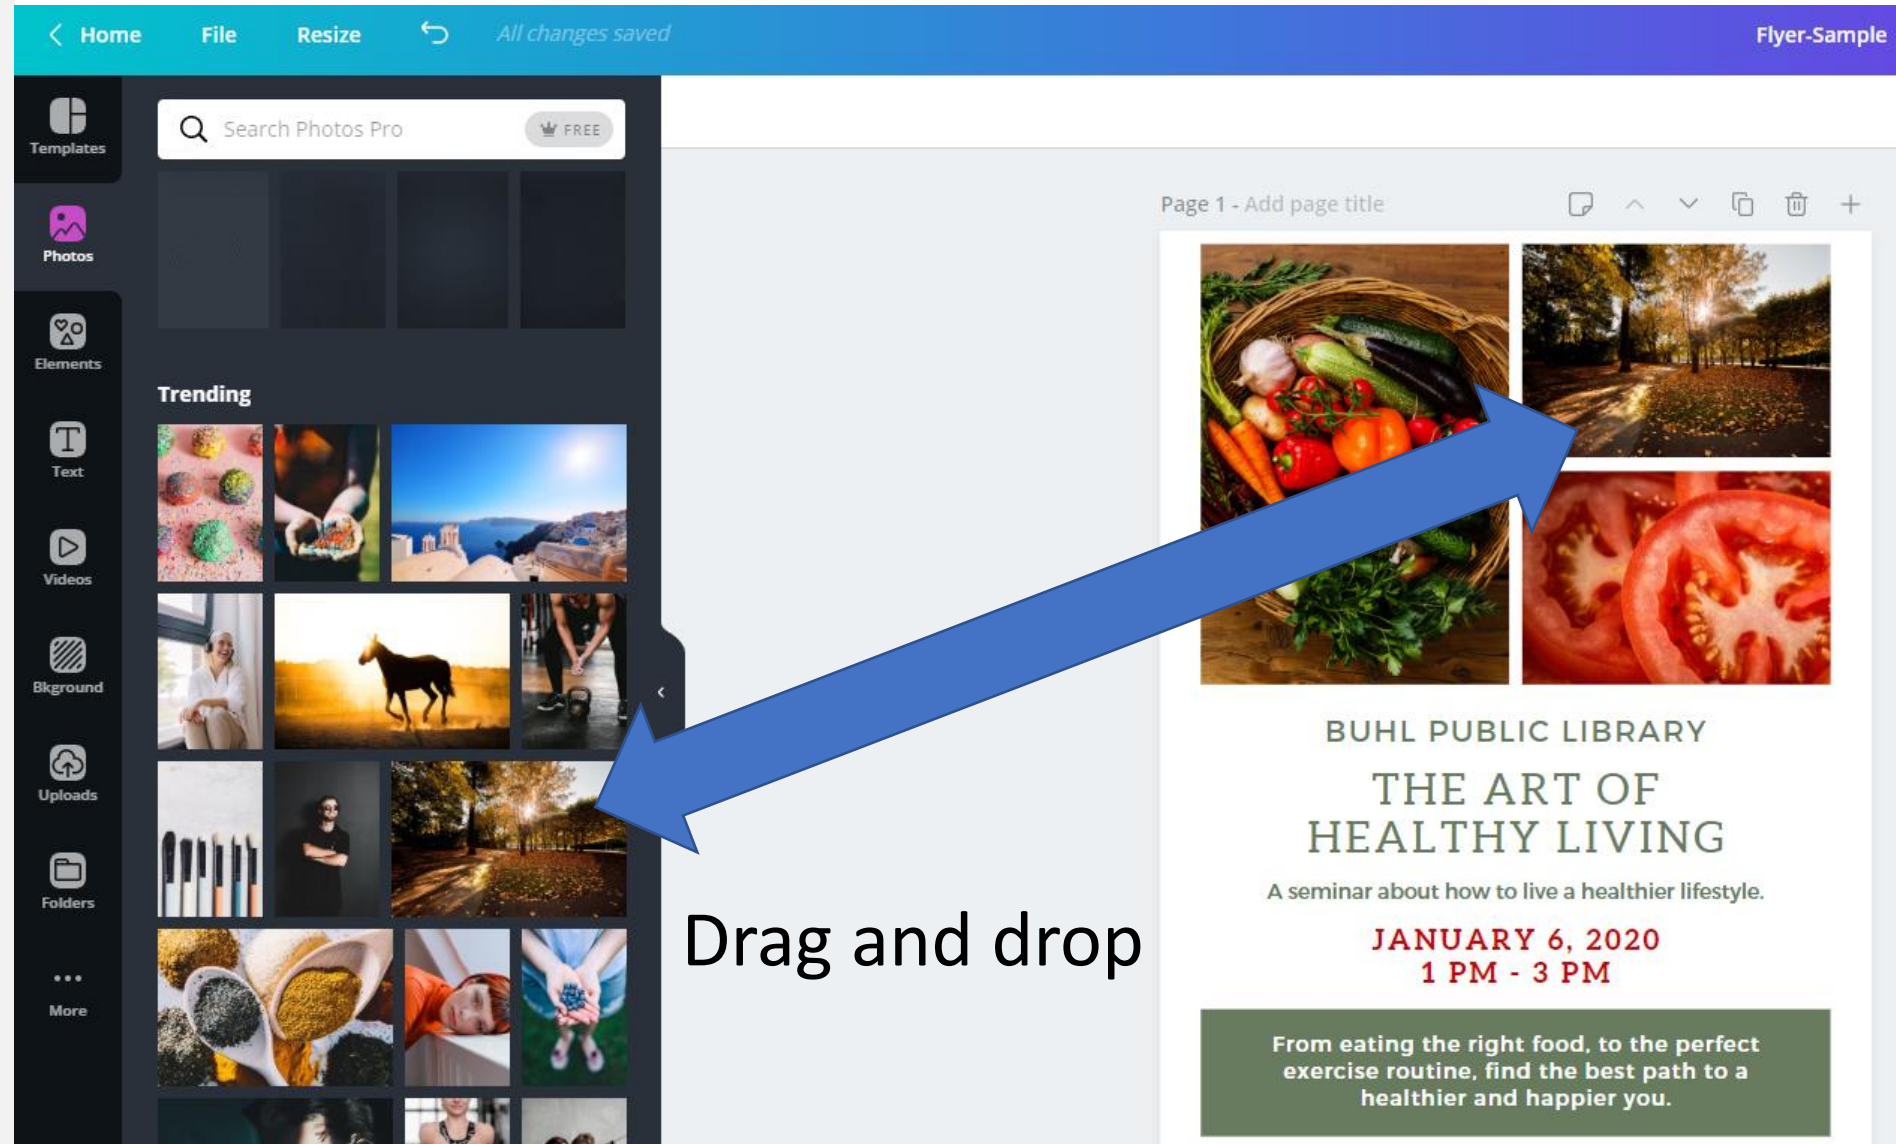 Home File Resize All changes saved Flyer-Sample
Templates
Photos
Elements
Text
Videos
Bkground
Uploads
Folders
More
Search Photos Pro FREE
Trending
Drag and drop
Page 1 - Add page title
BUHL PUBLIC LIBRARY
THE ART OF
HEALTHY LIVING
A seminar about how to live a healthier lifestyle.
JANUARY 6, 2020
1 PM - 3 PM
From eating the right food, to the perfect
exercise routine, find the best path to a
healthier and happier you.